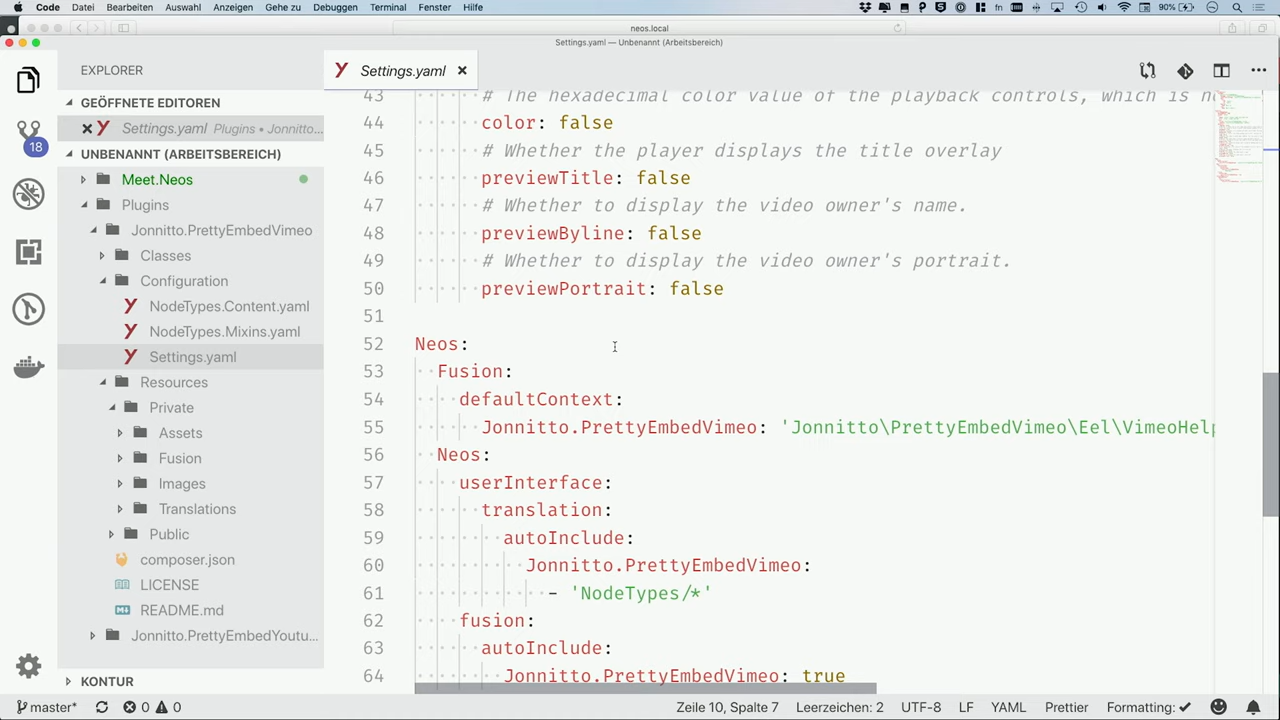 Code Datei Bearbeiten Auswahl Anzeigen Gehe zu Debuggen Terminal Fenster Hilfe 90%
neos.local
Settings.yaml — Unbenannt (Arbeitsbereich)
EXPLORER
Settings.yaml
GEÖFFNETE EDITOREN
Settings.yaml Plugins • Jonnitto...
UNBENANNT (ARBEITSBEREICH)
18
Meet.Neos
Plugins
Jonnitto.PrettyEmbedVimeo
Classes
Configuration
NodeTypes.Content.yaml
NodeTypes.Mixins.yaml
Settings.yaml
Resources
Private
Assets
Fusion
Images
Translations
Public
composer.json
LICENSE
README.md
Jonnitto.PrettyEmbedYoutu...
KONTUR
43 # The hexadecimal color value of the playback controls, which is n
44 color: false
45 # Whether the player displays the title overlay
46 previewTitle: false
47 # Whether to display the video owner's name.
48 previewByline: false
49 # Whether to display the video owner's portrait.
50 previewPortrait: false
51
52 Neos:
53 Fusion:
54 defaultContext:
55 Jonnitto.PrettyEmbedVimeo: 'Jonnitto\PrettyEmbedVimeo\Eel\VimeoHelp
56 Neos:
57 userInterface:
58 translation:
59 autoInclude:
60 Jonnitto.PrettyEmbedVimeo:
61 - 'NodeTypes/*'
62 fusion:
63 autoInclude:
64 Jonnitto.PrettyEmbedVimeo: true
master* 0 0 Zeile 10, Spalte 7 Leerzeichen: 2 UTF-8 LF YAML Prettier Formatting: ✓